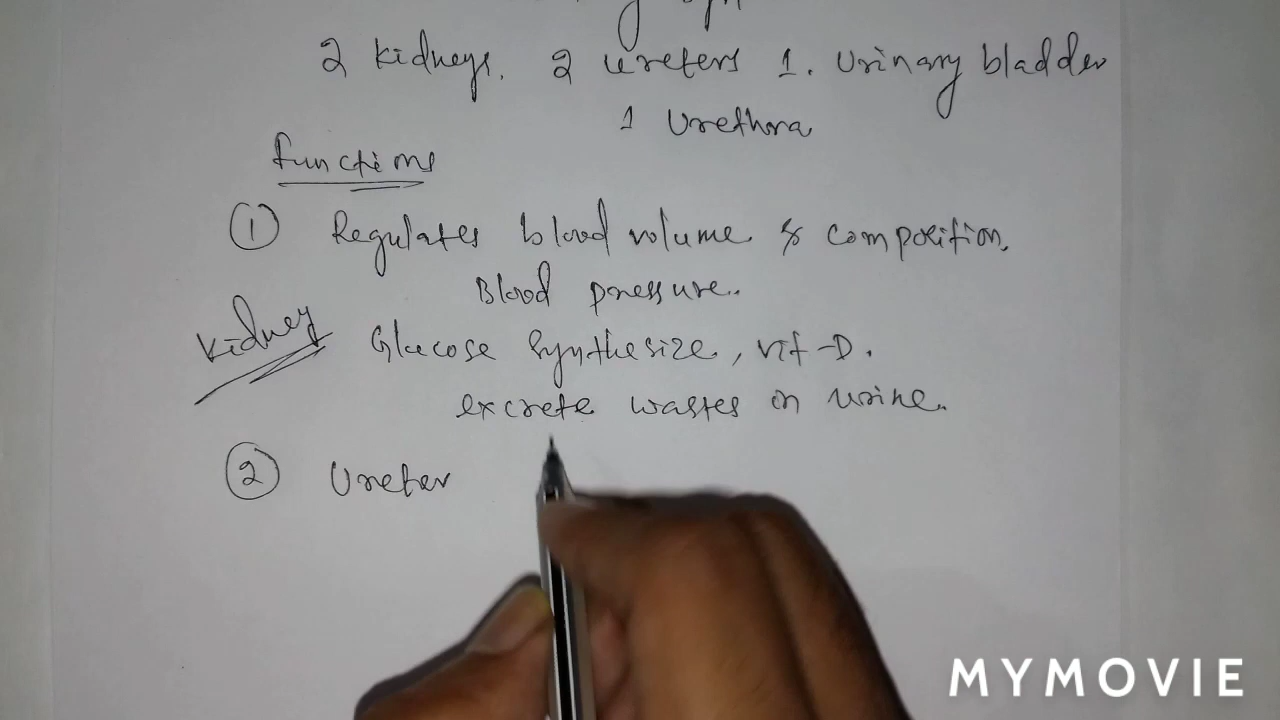 2 Kidneys. 2 Ureters 1. Urinary bladder
1 Urethra
Functions
① Regulates blood volume & composition.
Blood pressure.
Kidney
Glucose synthesize, vit-D.
excrete wastes in urine.
② Ureter
MYMOVIE